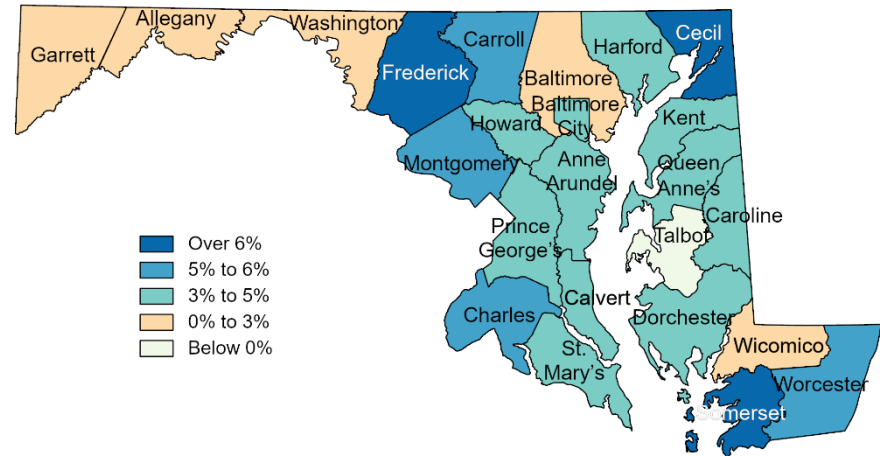 Garrett
Allegany
Washington
Frederick
Carroll
Baltimore
Baltimore
City
Harford
Cecil
Howard
Montgomery
Anne
Arundel
Kent
Queen
Anne's
Caroline
Talbot
Prince
George's
Calvert
Charles
St.
Mary's
Dorchester
Wicomico
Worcester
Somerset
Over 6%
5% to 6%
3% to 5%
0% to 3%
Below 0%